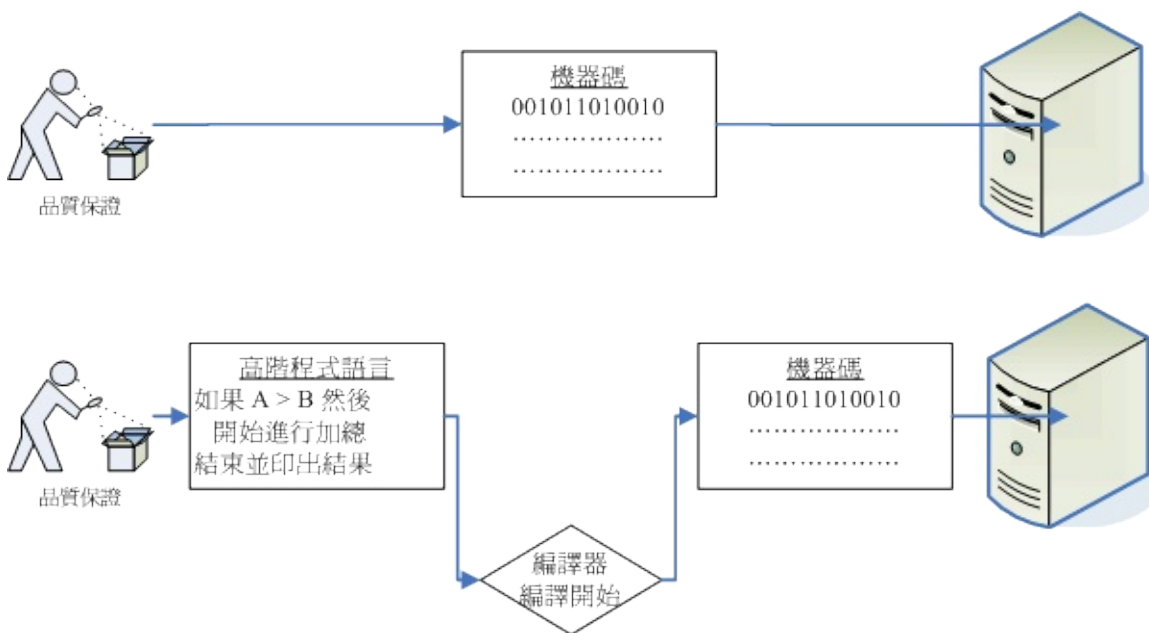 機器碼
001011010010
………………
………………
品質保證
高階程式語言
如果 A > B 然後
開始進行加總
結束並印出結果
品質保證
編譯器
編譯開始
機器碼
001011010010
………………
………………